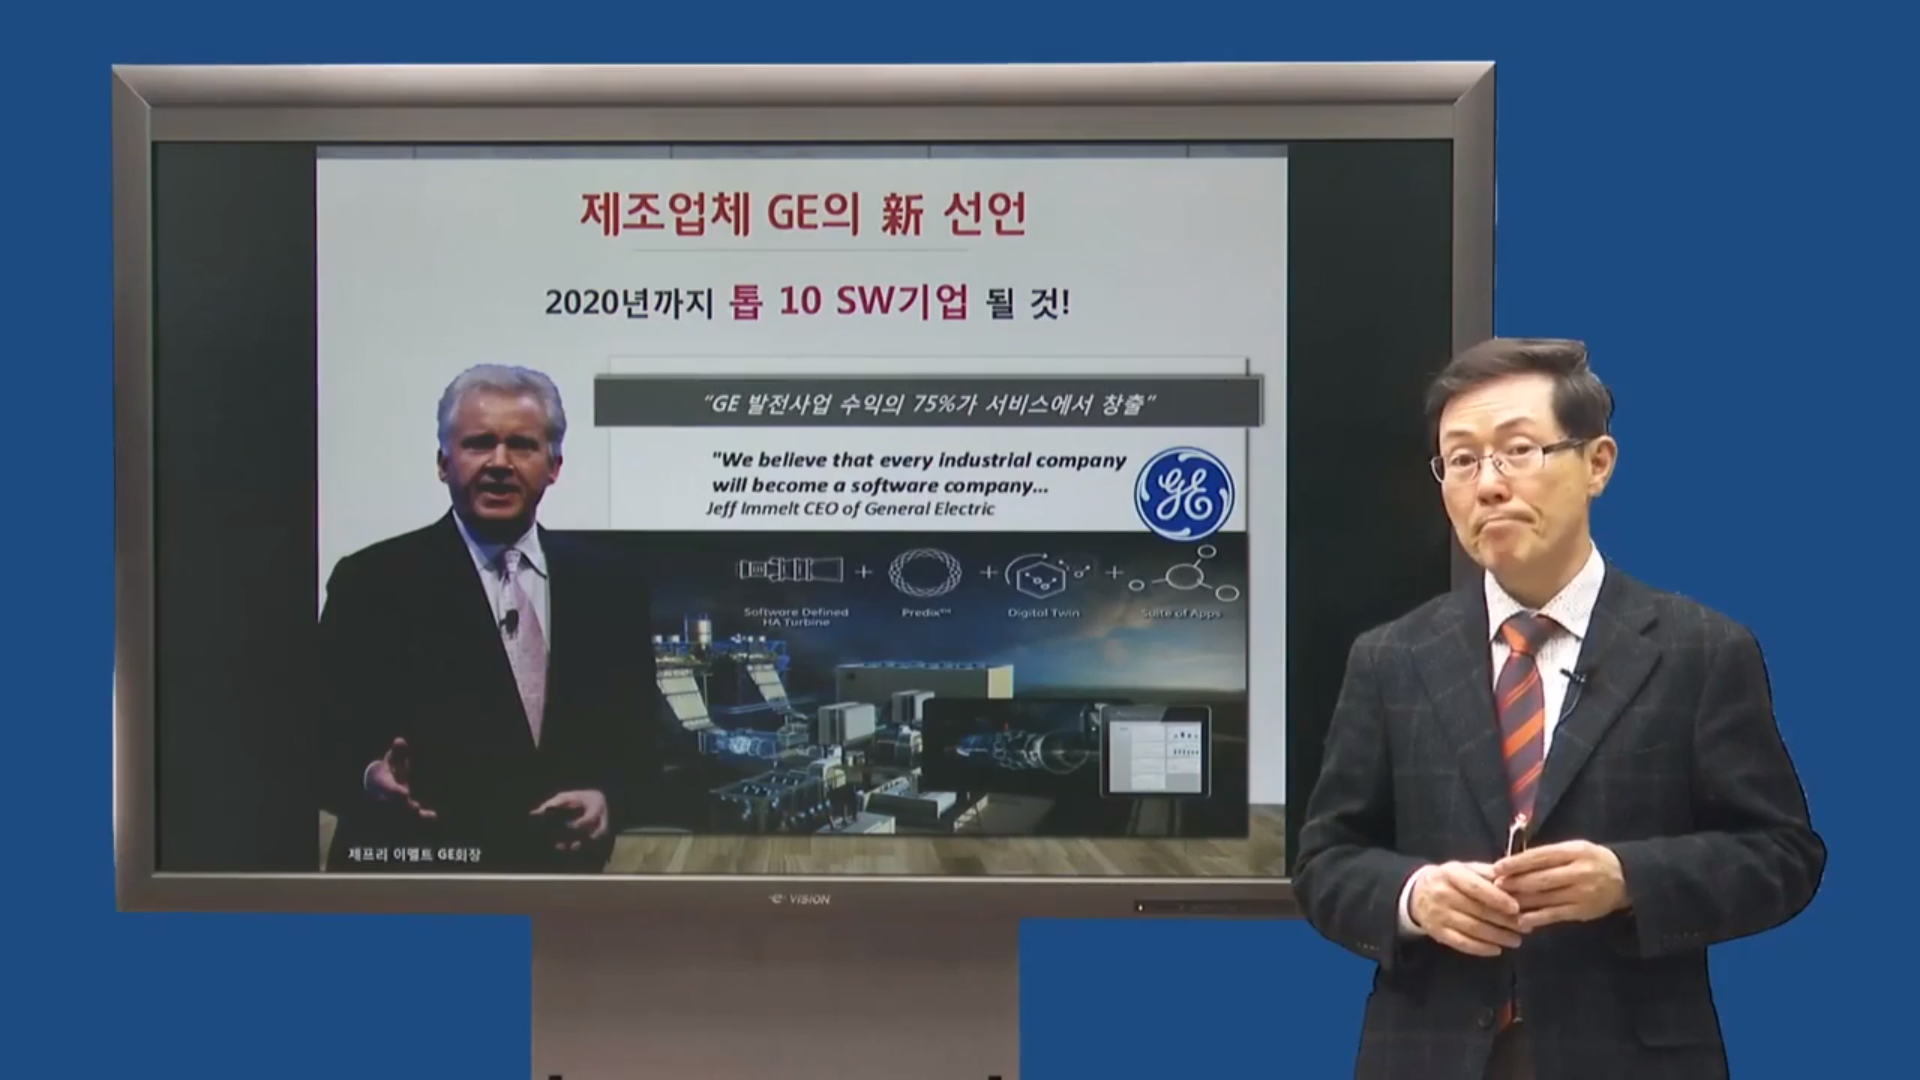 제조업체 GE의 新 선언
2020년까지 톱 10 SW기업 될 것!
"GE 발전사업 수익의 75%가 서비스에서 창출"
"We believe that every industrial company
will become a software company...
Jeff Immelt CEO of General Electric
GE
Software Defined
HA Turbine
+
Predix™
+
Digital Twin
+
Suite of Apps
제프리 이멜트 GE회장
e VISION